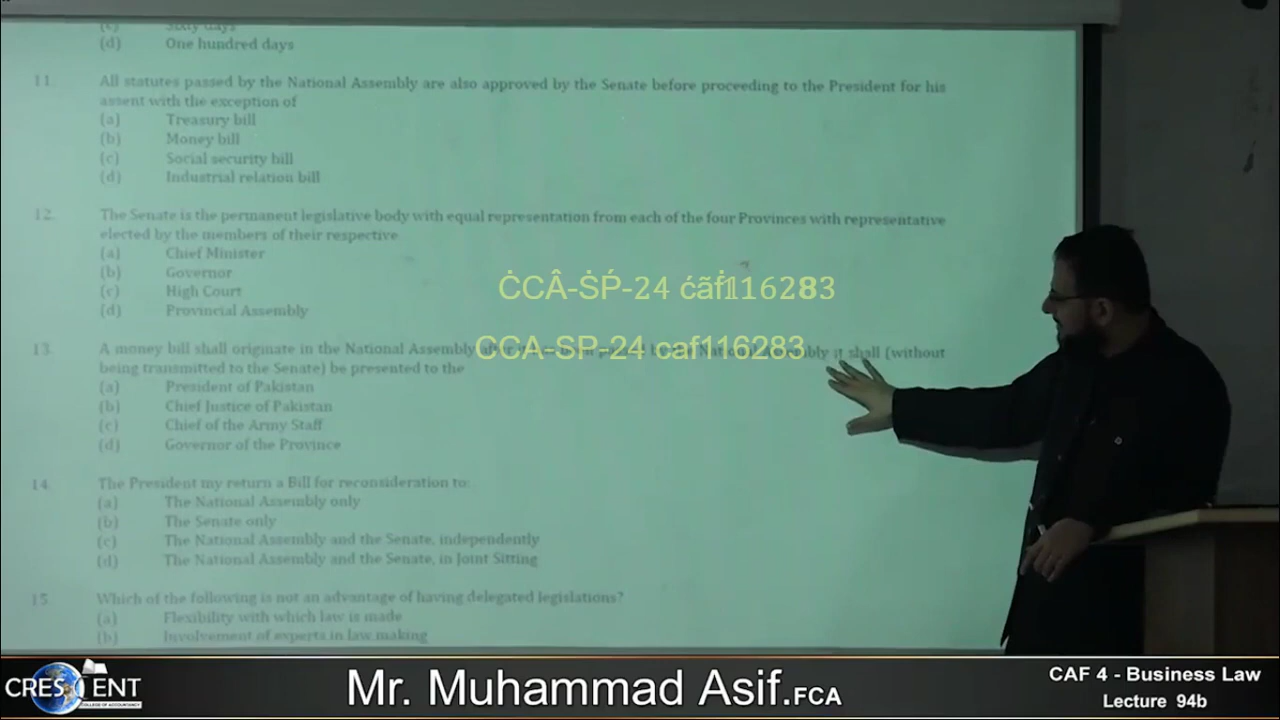 (c) Sixty days
(d) One hundred days
11. All statutes passed by the National Assembly are also approved by the Senate before proceeding to the President for his
assent with the exception of
(a) Treasury bill
(b) Money bill
(c) Social security bill
(d) Industrial relation bill
12. The Senate is the permanent legislative body with equal representation from each of the four Provinces with representative
elected by the members of their respective
(a) Chief Minister
(b) Governor
(c) High Court
(d) Provincial Assembly
ĊCÂ-ṠṔ-24 ćãḟ116283
CCA-SP-24 caf116283
13. A money bill shall originate in the National Assembly it shall (without
being transmitted to the Senate) be presented to the
(a) President of Pakistan
(b) Chief Justice of Pakistan
(c) Chief of the Army Staff
(d) Governor of the Province
14. The President my return a Bill for reconsideration to:
(a) The National Assembly only
(b) The Senate only
(c) The National Assembly and the Senate, independently
(d) The National Assembly and the Senate, in Joint Sitting
15. Which of the following is not an advantage of having delegated legislations?
(a) Flexibility with which law is made
(b) Involvement of experts in law making
CRESCENT
COLLEGE OF ACCOUNTANCY
Mr. Muhammad Asif.FCA
CAF 4 - Business Law
Lecture 94b